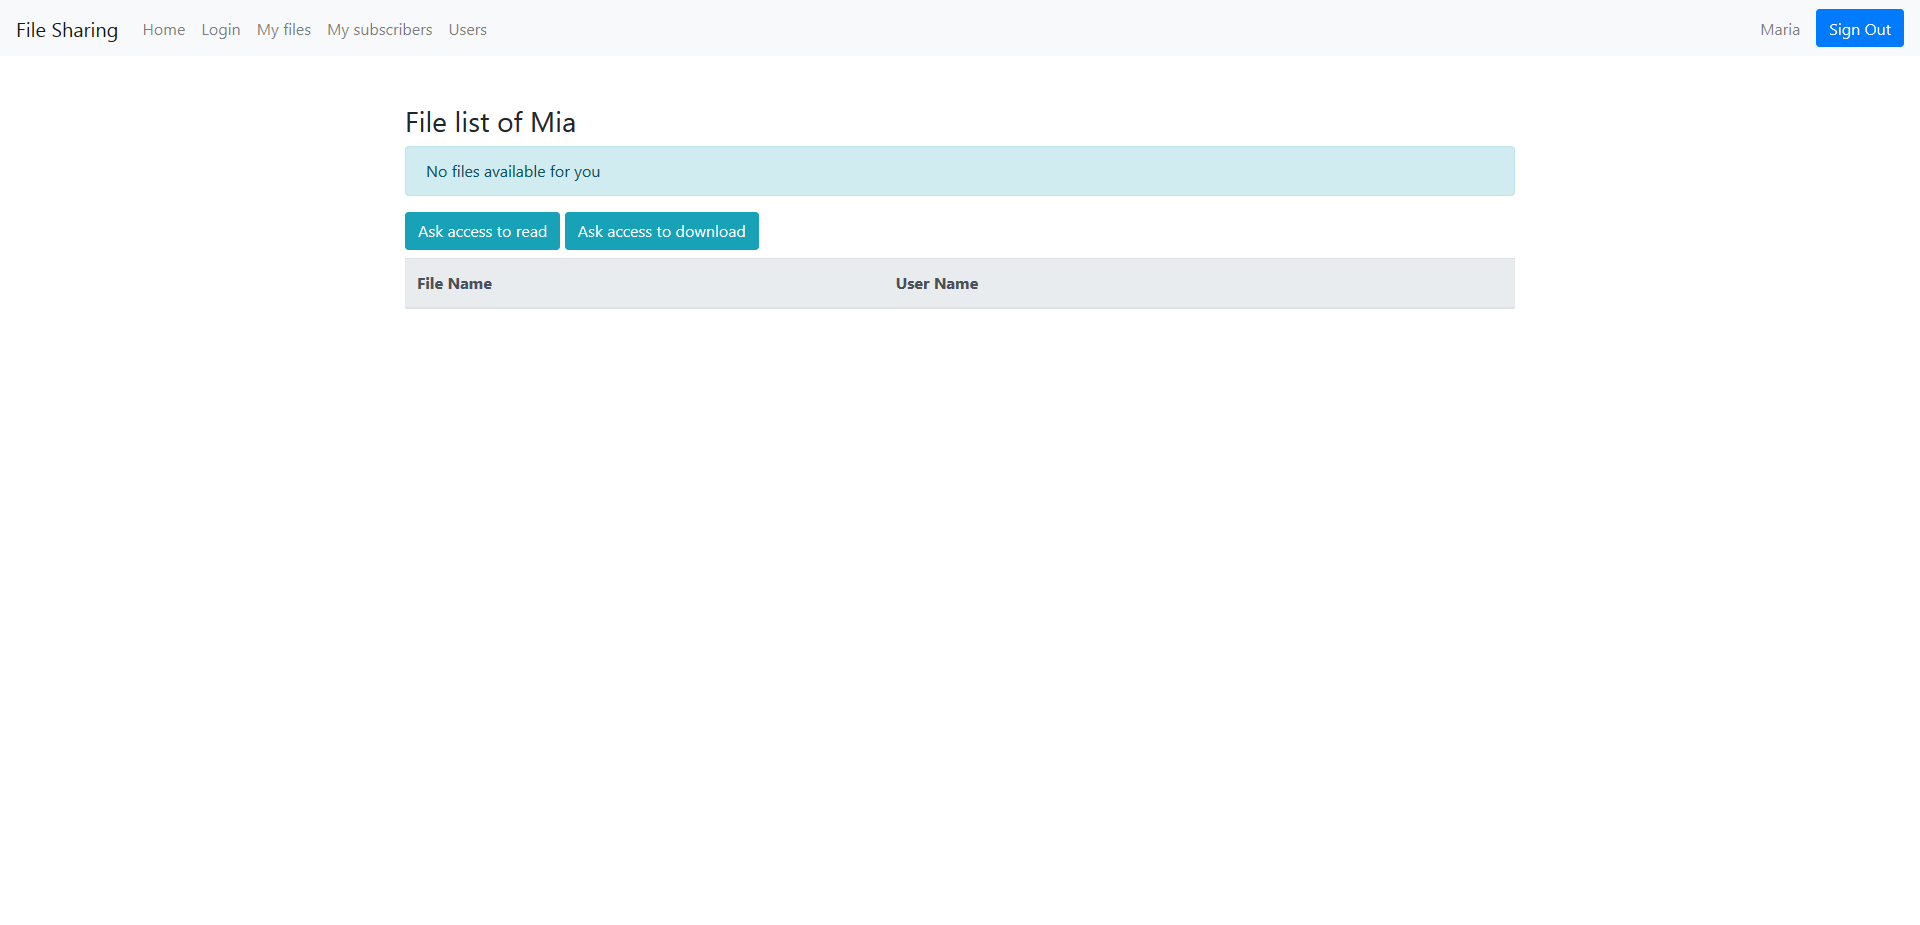 File Sharing Home Login My files My subscribers Users Maria Sign Out
File list of Mia
No files available for you
Ask access to read Ask access to download
File Name User Name